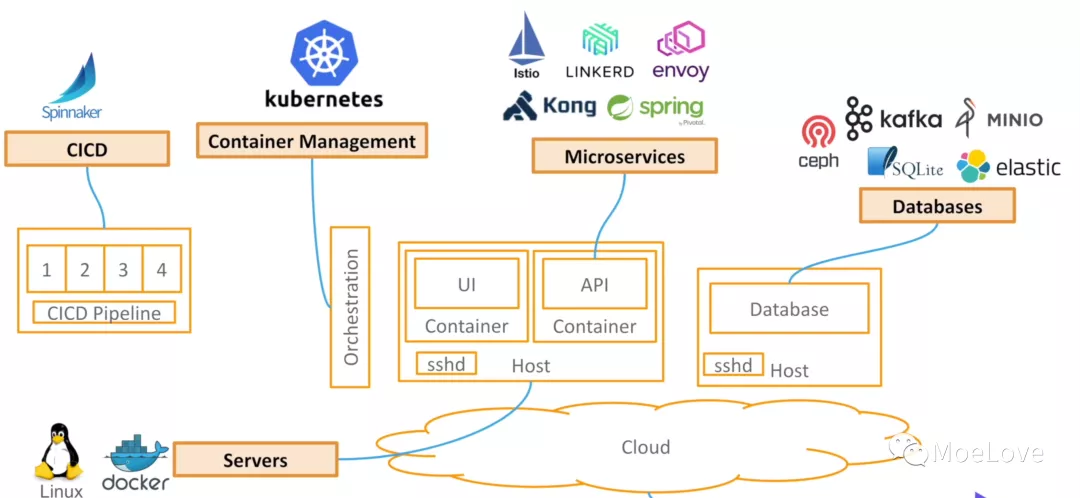 Spinnaker
CICD
kubernetes
Container Management
Istio
LINKERD
envoy
Kong
spring
by Pivotal.
Microservices
ceph
kafka
MINIO
SQLite
elastic
Databases
1 2 3 4
CICD Pipeline
Orchestration
UI
Container
API
Container
sshd
Host
Database
sshd
Host
Linux
docker
Servers
Cloud
MoeLove